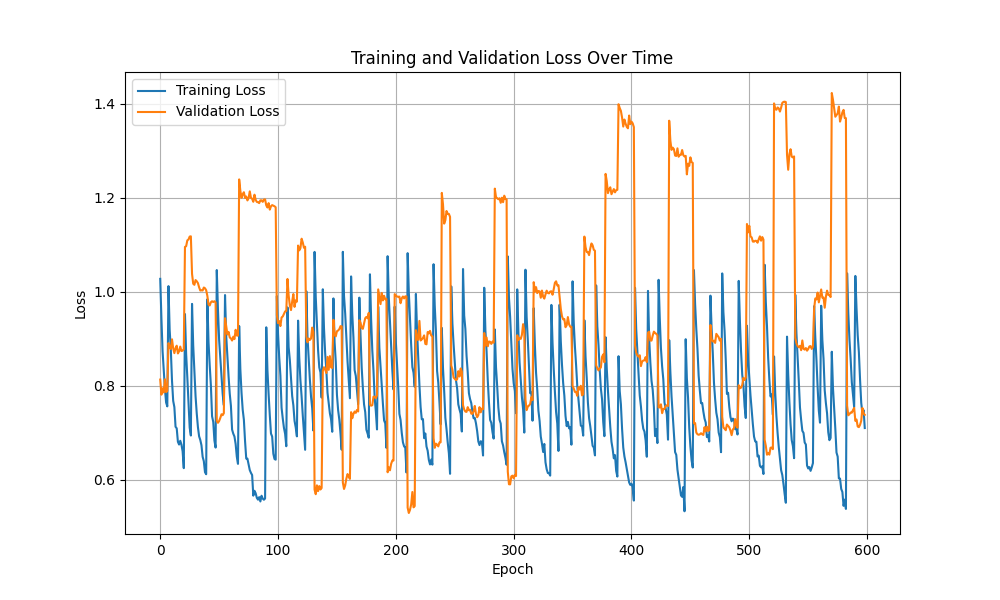 Training and Validation Loss Over Time
Training Loss
Validation Loss
Loss
1.4
1.2
1.0
0.8
0.6
0
100
200
300
400
500
600
Epoch